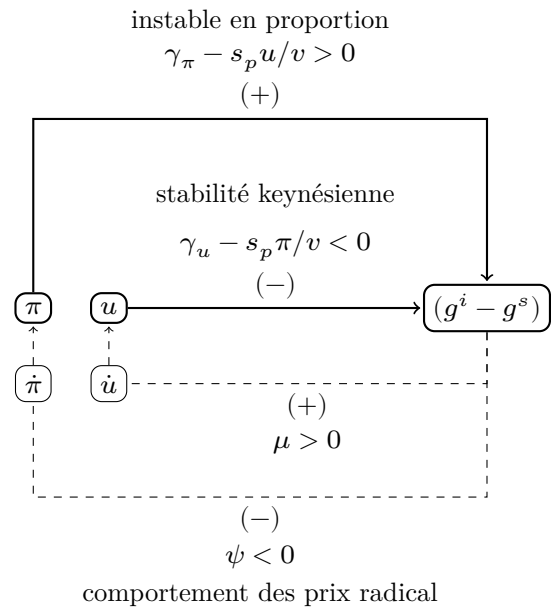 instable en proportion
γ_π − s_p u/v > 0
(+)
stabilité keynésienne
γ_u − s_p π/v < 0
(−)
π u (g^i − g^s)
π̇ u̇
(+)
μ > 0
(−)
ψ < 0
comportement des prix radical